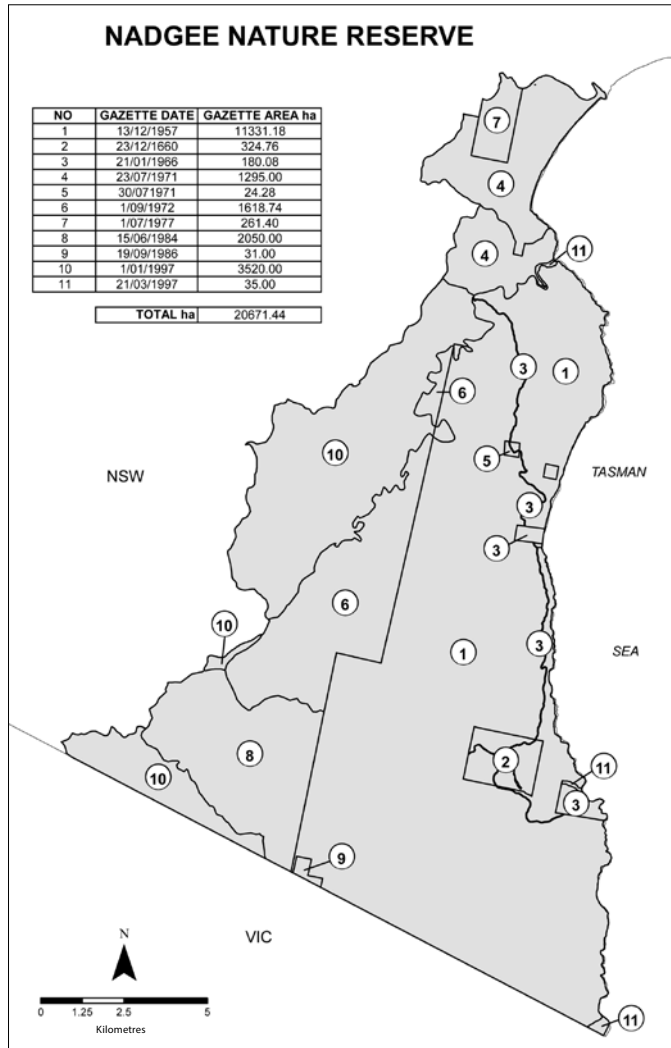 NADGEE NATURE RESERVE
NO GAZETTE DATE GAZETTE AREA ha
1 13/12/1957 11331.18
2 23/12/1660 324.76
3 21/01/1966 180.08
4 23/07/1971 1295.00
5 30/071971 24.28
6 1/09/1972 1618.74
7 1/07/1977 261.40
8 15/06/1984 2050.00
9 19/09/1986 31.00
10 1/01/1997 3520.00
11 21/03/1997 35.00
TOTAL ha 20671.44
7
4
4
11
3
1
6
10
5
TASMAN
NSW
3
3
6
10
3
SEA
1
8
2
11
10
3
9
VIC
N
11
0 1.25 2.5 5
Kilometres